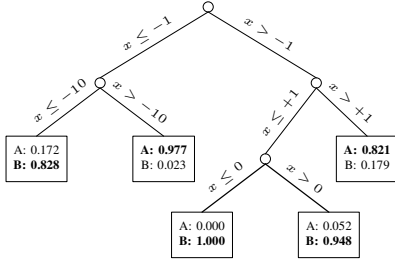 x ≤ −1
x > −1
x ≤ −10
x > −10
x ≤ +1
x > +1
A: 0.172
B: 0.828
A: 0.977
B: 0.023
A: 0.821
B: 0.179
x ≤ 0
x > 0
A: 0.000
B: 1.000
A: 0.052
B: 0.948